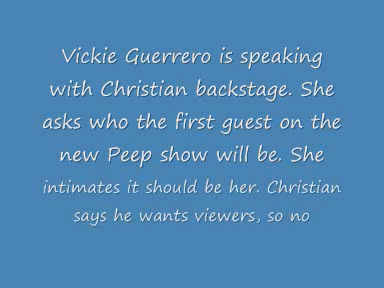 Vickie Guerrero is speaking
with Christian backstage. She
asks who the first guest on the
new Peep show will be. She
intimates it should be her. Christian
says he wants viewers, so no